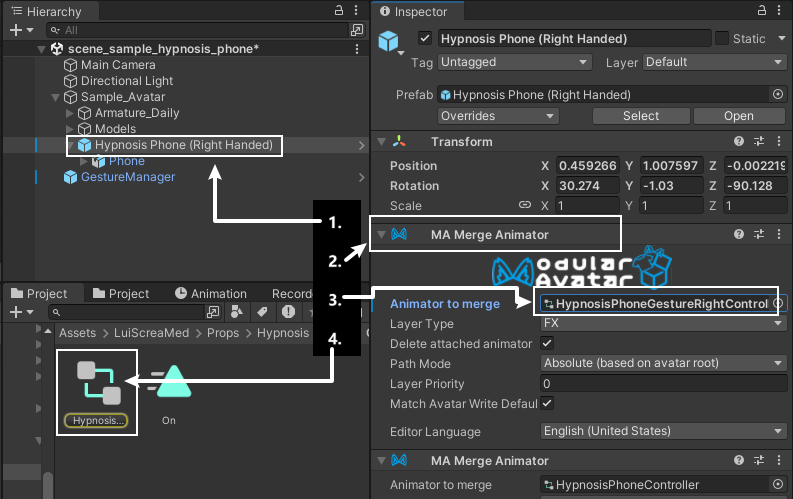 Hierarchy
All
scene_sample_hypnosis_phone*
Main Camera
Directional Light
Sample_Avatar
Armature_Daily
Models
Hypnosis Phone (Right Handed)
Phone
GestureManager
1.
2.
3.
4.
Project
Project
Animation
Recorde
Assets
LuiScreaMed
Props
Hypnosis
Hypnosis...
On
Inspector
Hypnosis Phone (Right Handed)
Static
Tag Untagged
Layer Default
Prefab Hypnosis Phone (Right Handed)
Overrides Select Open
Transform
Position X 0.459266 Y 1.007597 Z -0.002219
Rotation X 30.274 Y -1.03 Z -90.128
Scale X 1 Y 1 Z 1
MA Merge Animator
Modular
Avatar
Animator to merge HypnosisPhoneGestureRightControl
Layer Type FX
Delete attached animator
Path Mode Absolute (based on avatar root)
Layer Priority 0
Match Avatar Write Defaul
Editor Language English (United States)
MA Merge Animator
Animator to merge HypnosisPhoneController